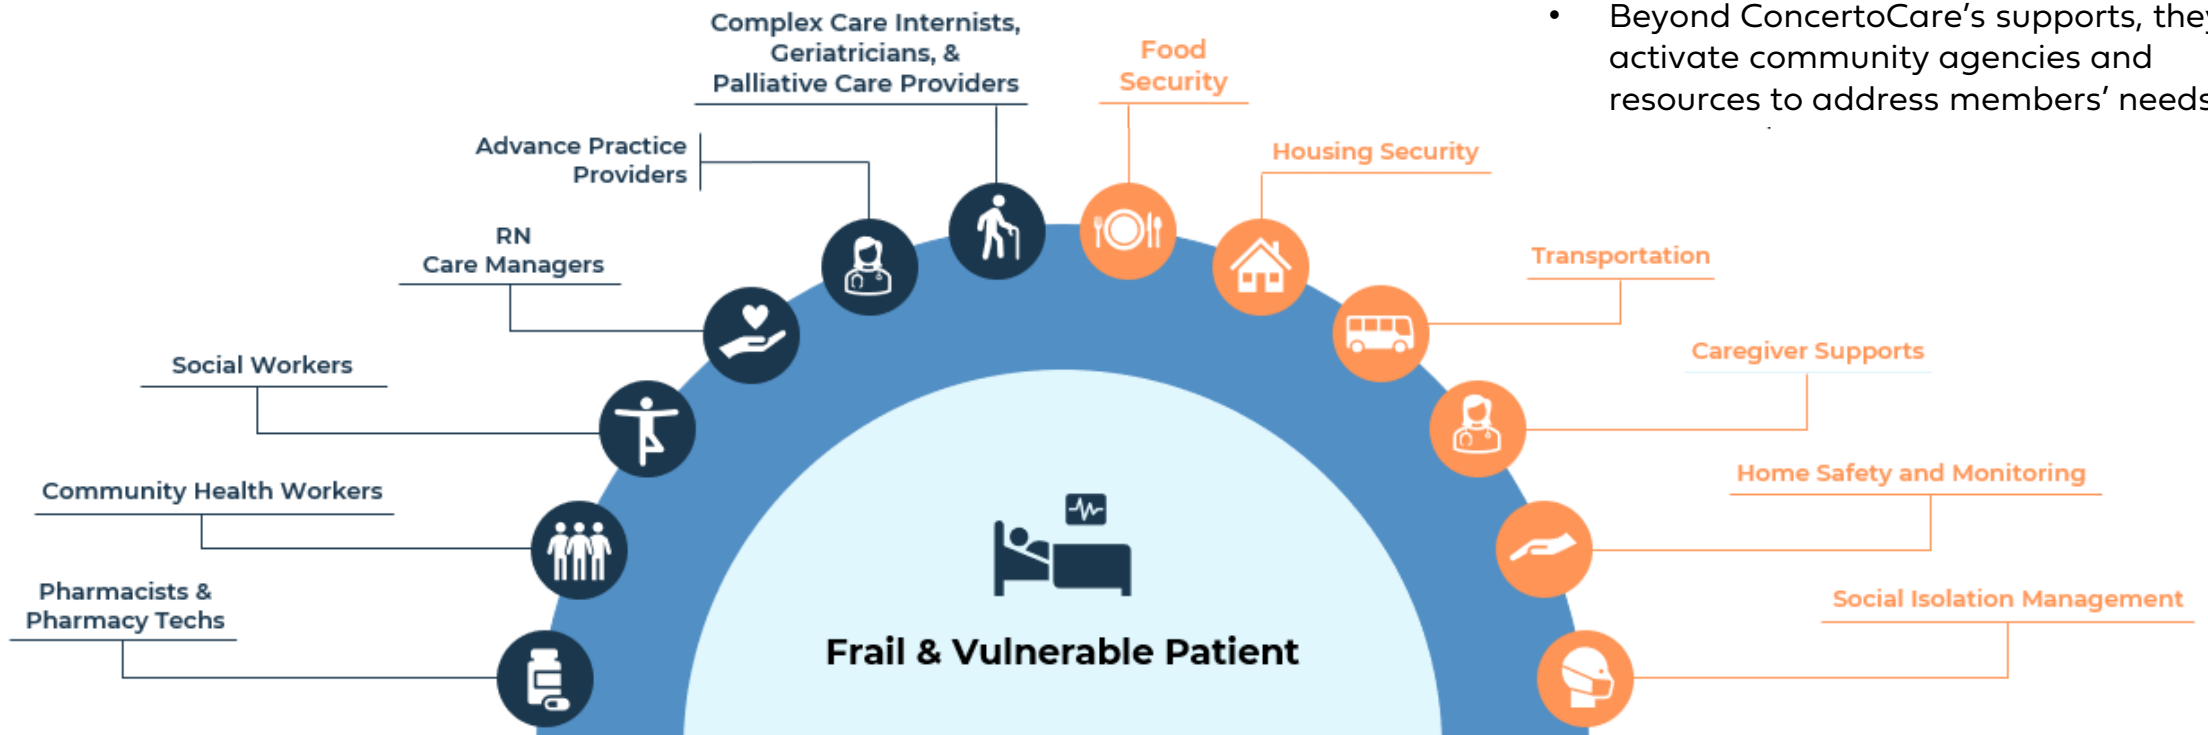 Complex Care Internists,
Geriatricians, &
Palliative Care Providers
Advance Practice
Providers
RN
Care Managers
Social Workers
Community Health Workers
Pharmacists &
Pharmacy Techs
Food
Security
Housing Security
Transportation
Caregiver Supports
Home Safety and Monitoring
Social Isolation Management
Frail & Vulnerable Patient
• Beyond ConcertoCare's supports, they
activate community agencies and
resources to address members' needs